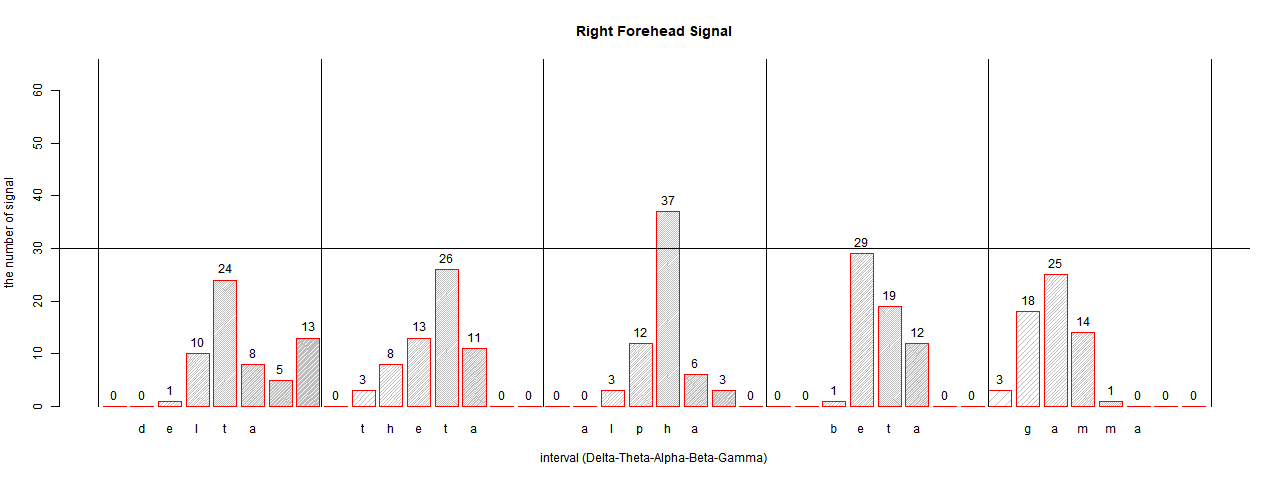 Right Forehead Signal
the number of signal
60
50
40
30
20
10
0
0 0 1 10 24 8 5 13 0 3 8 13 26 11 0 0 0 0 3 12 37 6 3 0 0 0 1 29 19 12 0 0 3 18 25 14 1 0 0 0
d e l t a t h e t a a l p h a b e t a g a m m a
interval (Delta-Theta-Alpha-Beta-Gamma)